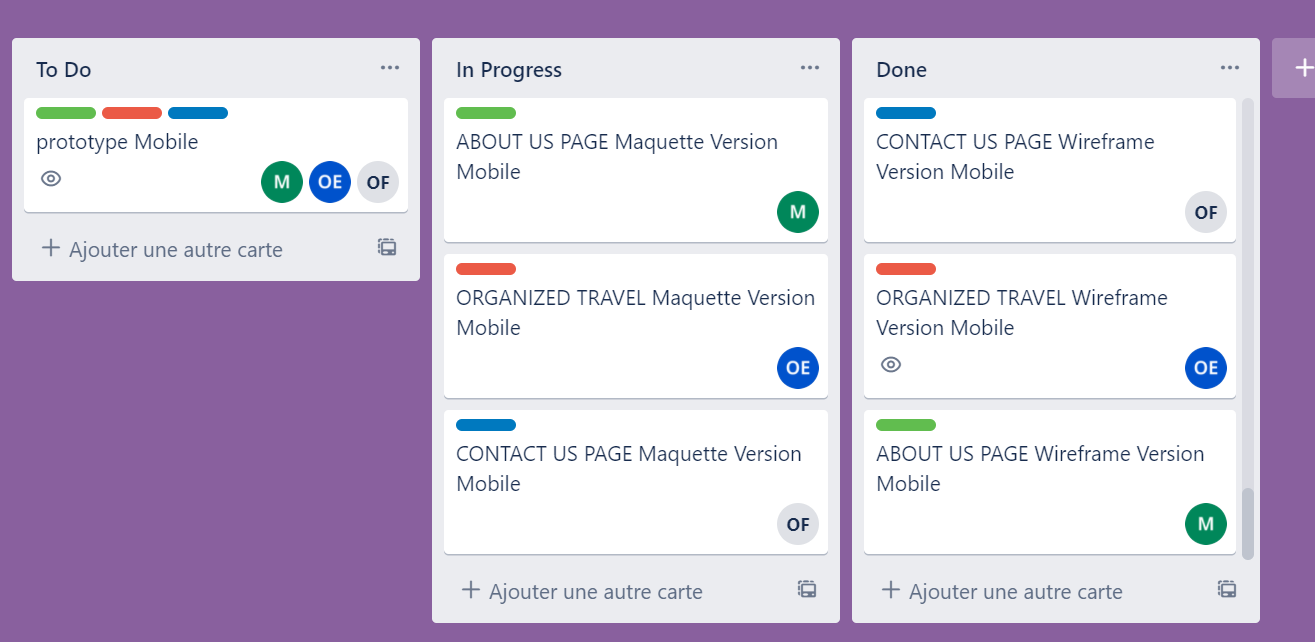 To Do
prototype Mobile
M
OE
OF
Ajouter une autre carte
In Progress
ABOUT US PAGE Maquette Version
Mobile
M
ORGANIZED TRAVEL Maquette Version
Mobile
OE
CONTACT US PAGE Maquette Version
Mobile
OF
Ajouter une autre carte
Done
CONTACT US PAGE Wireframe
Version Mobile
OF
ORGANIZED TRAVEL Wireframe
Version Mobile
OE
ABOUT US PAGE Wireframe Version
Mobile
M
Ajouter une autre carte